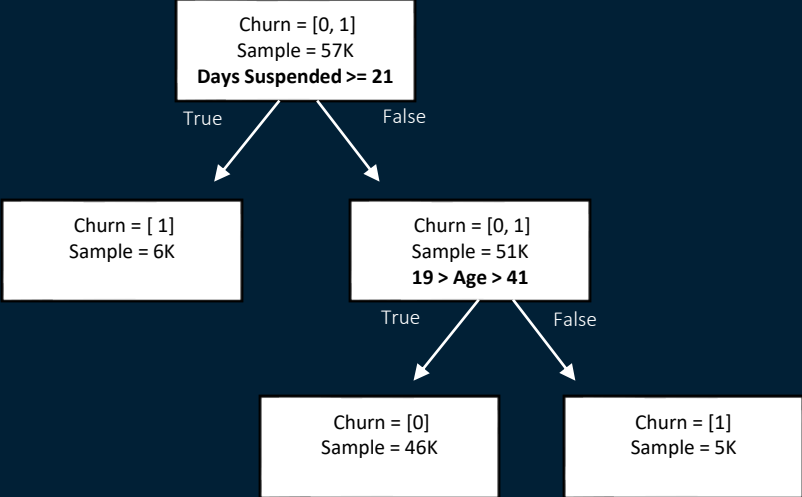 Churn = [0, 1]
Sample = 57K
Days Suspended >= 21
True
False
Churn = [ 1]
Sample = 6K
Churn = [0, 1]
Sample = 51K
19 > Age > 41
True
False
Churn = [0]
Sample = 46K
Churn = [1]
Sample = 5K